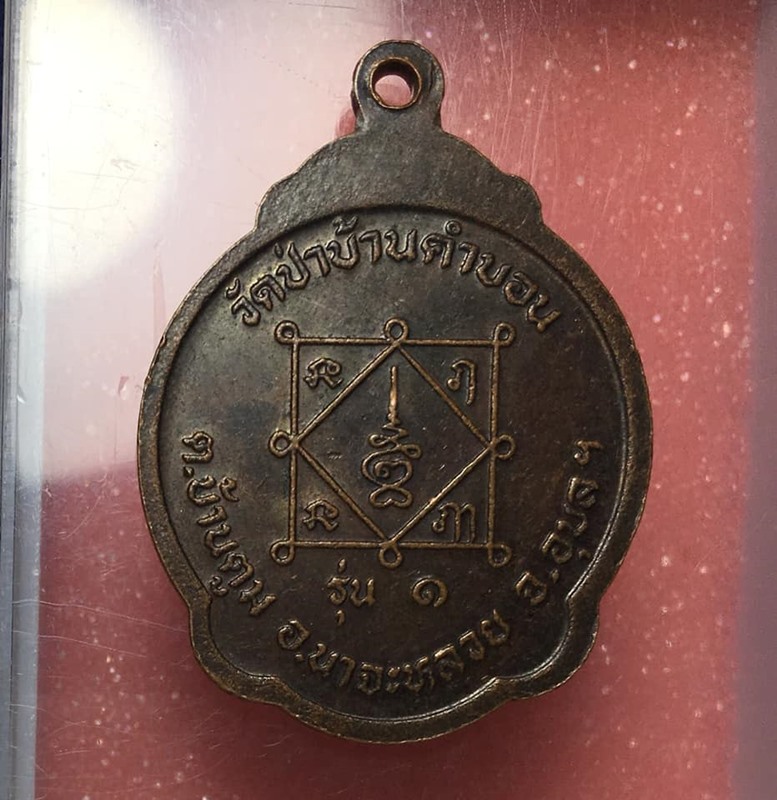 วัดป่าบ้านคำบอน
รุ่น ๑
ต.บ้านตูม อ.นาจะหลวย จ.อุบลฯ